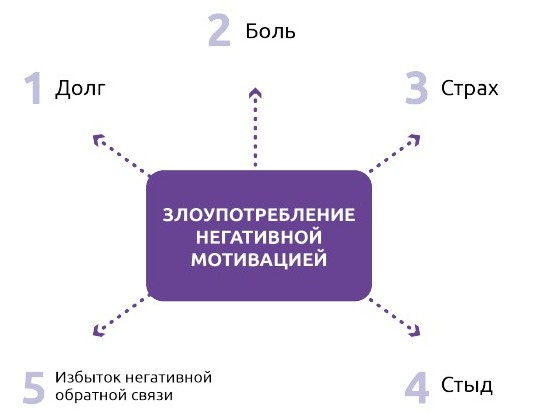 2 Боль
1 Долг
3 Страх
ЗЛОУПОТРЕБЛЕНИЕ
НЕГАТИВНОЙ
МОТИВАЦИЕЙ
5 Избыток негативной
обратной связи
4 Стыд